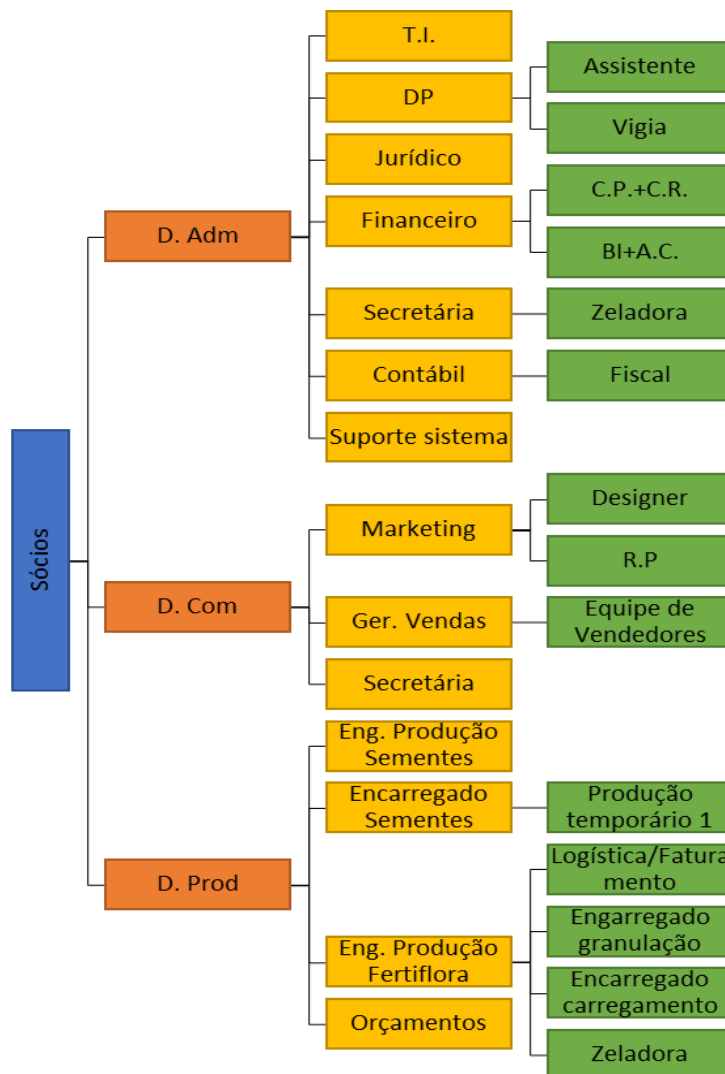 Sócios
D. Adm
T.I.
DP
Assistente
Vigia
Jurídico
Financeiro
C.P.+C.R.
BI+A.C.
Secretária
Zeladora
Contábil
Fiscal
Suporte sistema
D. Com
Marketing
Designer
R.P
Ger. Vendas
Equipe de
Vendedores
Secretária
D. Prod
Eng. Produção
Sementes
Encarregado
Sementes
Produção
temporário 1
Eng. Produção
Fertiflora
Logística/Fatura
mento
Engarregado
granulação
Encarregado
carregamento
Zeladora
Orçamentos